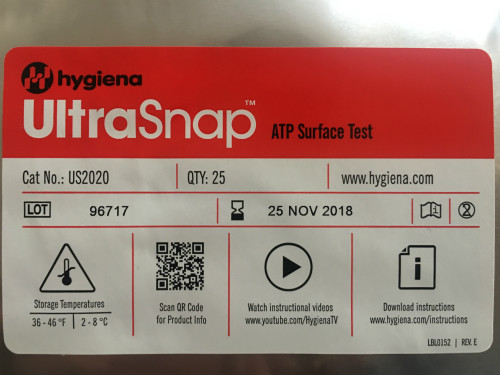 hygiena
UltraSnap™ ATP Surface Test
Cat No.: US2020 QTY: 25 www.hygiena.com
LOT 96717 25 NOV 2018
Storage Temperatures
36 - 46 °F | 2 - 8 °C
Scan QR Code
for Product Info
Watch instructional videos
www.youtube.com/HygienaTV
Download instructions
www.hygiena.com/instructions
LBL0152 | REV. E